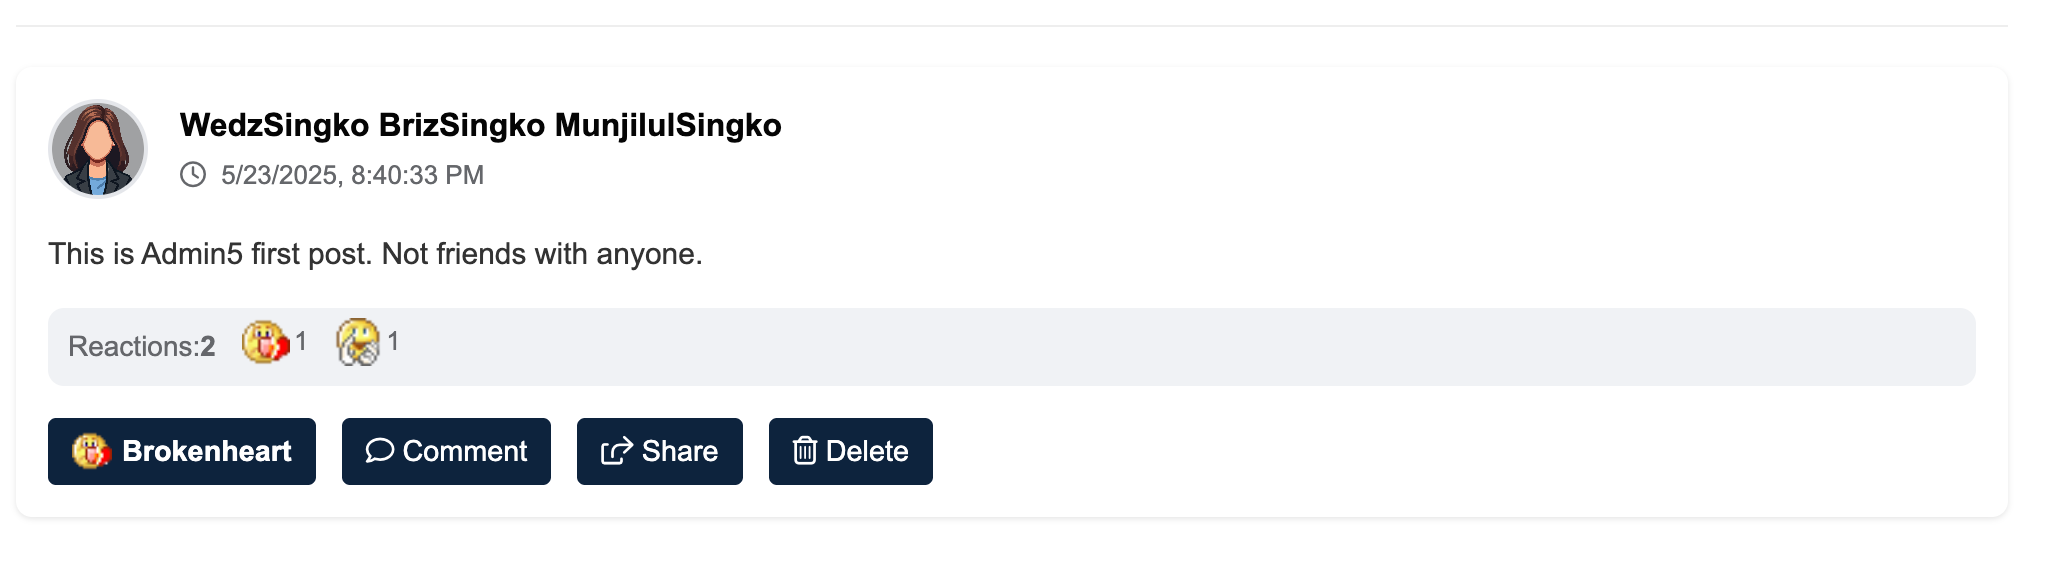 WedzSingko BrizSingko MunjilulSingko
5/23/2025, 8:40:33 PM
This is Admin5 first post. Not friends with anyone.
Reactions:2 1 1
Brokenheart Comment Share Delete